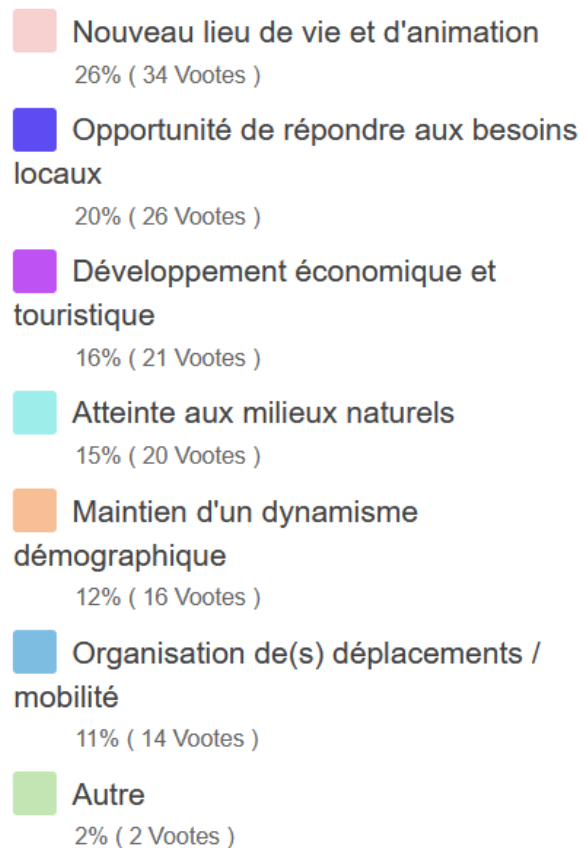 Nouveau lieu de vie et d'animation
26% ( 34 Vootes )
Opportunité de répondre aux besoins
locaux
20% ( 26 Vootes )
Développement économique et
touristique
16% ( 21 Vootes )
Atteinte aux milieux naturels
15% ( 20 Vootes )
Maintien d'un dynamisme
démographique
12% ( 16 Vootes )
Organisation de(s) déplacements /
mobilité
11% ( 14 Vootes )
Autre
2% ( 2 Vootes )